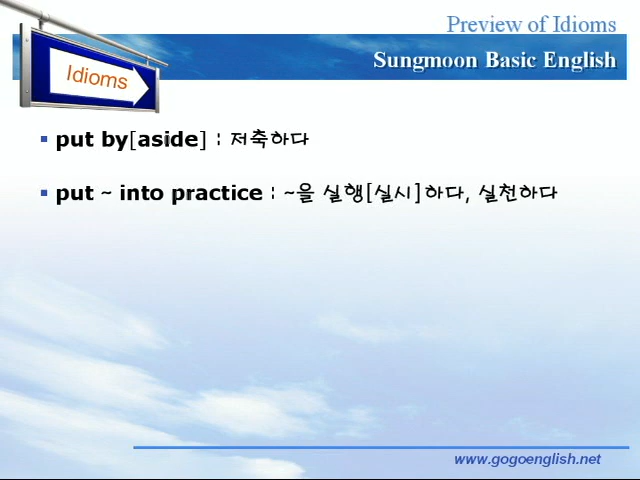 Preview of Idioms
Sungmoon Basic English
Idioms
put by[aside] : 저축하다
put ~ into practice : ~을 실행[실시]하다, 실천하다
www.gogoenglish.net